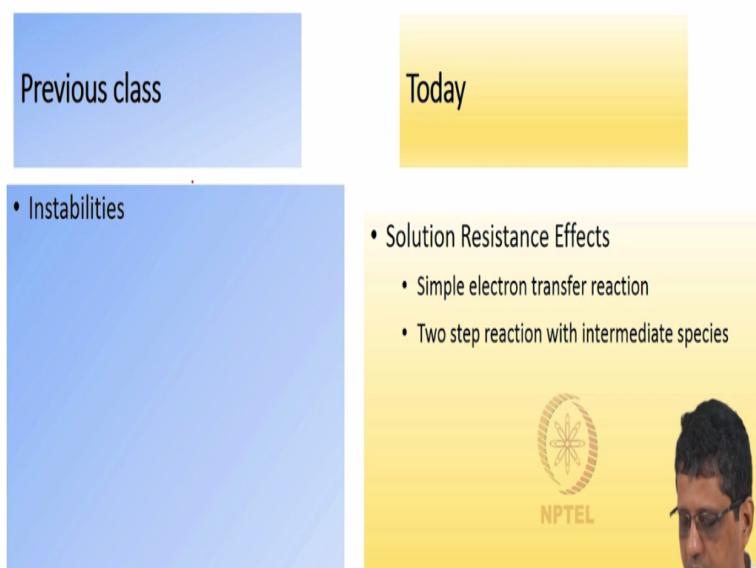 Previous class
• Instabilities
Today
• Solution Resistance Effects
• Simple electron transfer reaction
• Two step reaction with intermediate species
NPTEL